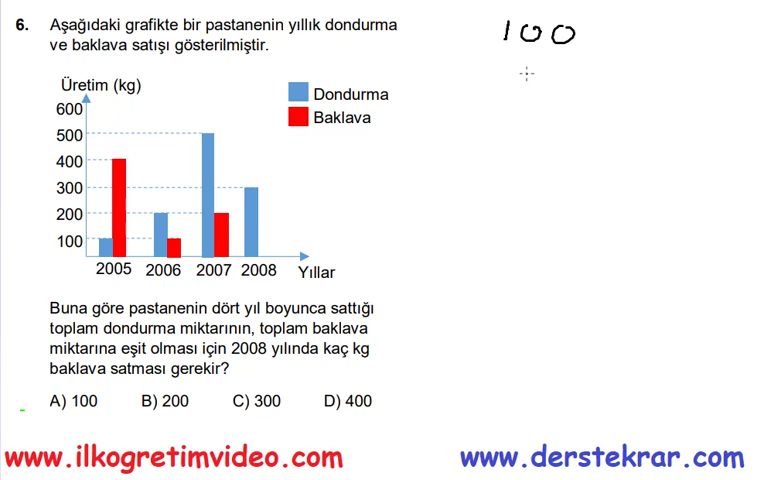 6. Aşağıdaki grafikte bir pastanenin yıllık dondurma
ve baklava satışı gösterilmiştir.
100
Üretim (kg)
Dondurma
Baklava
600
500
400
300
200
100
2005 2006 2007 2008 Yıllar
Buna göre pastanenin dört yıl boyunca sattığı
toplam dondurma miktarının, toplam baklava
miktarına eşit olması için 2008 yılında kaç kg
baklava satması gerekir?
A) 100 B) 200 C) 300 D) 400
www.ilkogretimvideo.com www.derstekrar.com